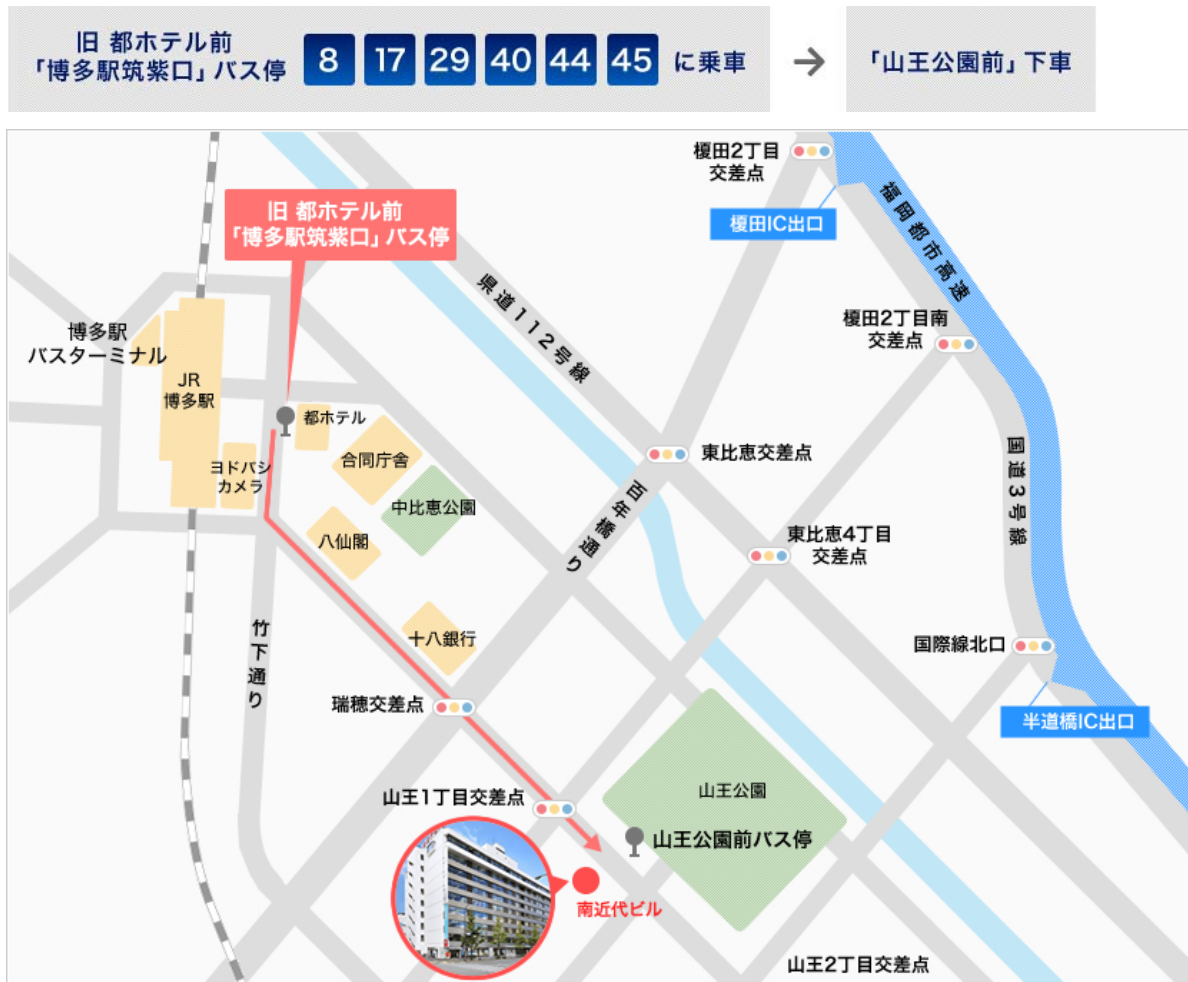 旧 都ホテル前
「博多駅筑紫口」バス停
8 17 29 40 44 45 に乗車
→
「山王公園前」下車
榎田2丁目
交差点
榎田IC出口
福岡都市高速
旧 都ホテル前
「博多駅筑紫口」バス停
県道112号線
榎田2丁目南
交差点
博多駅
バスターミナル
JR
博多駅
都ホテル
ヨドバシ
カメラ
合同庁舎
中比恵公園
八仙閣
東比恵交差点
百年橋通り
国道3号線
東比恵4丁目
交差点
十八銀行
竹下通り
国際線北口
瑞穂交差点
半道橋IC出口
山王公園
山王1丁目交差点
山王公園前バス停
南近代ビル
山王2丁目交差点